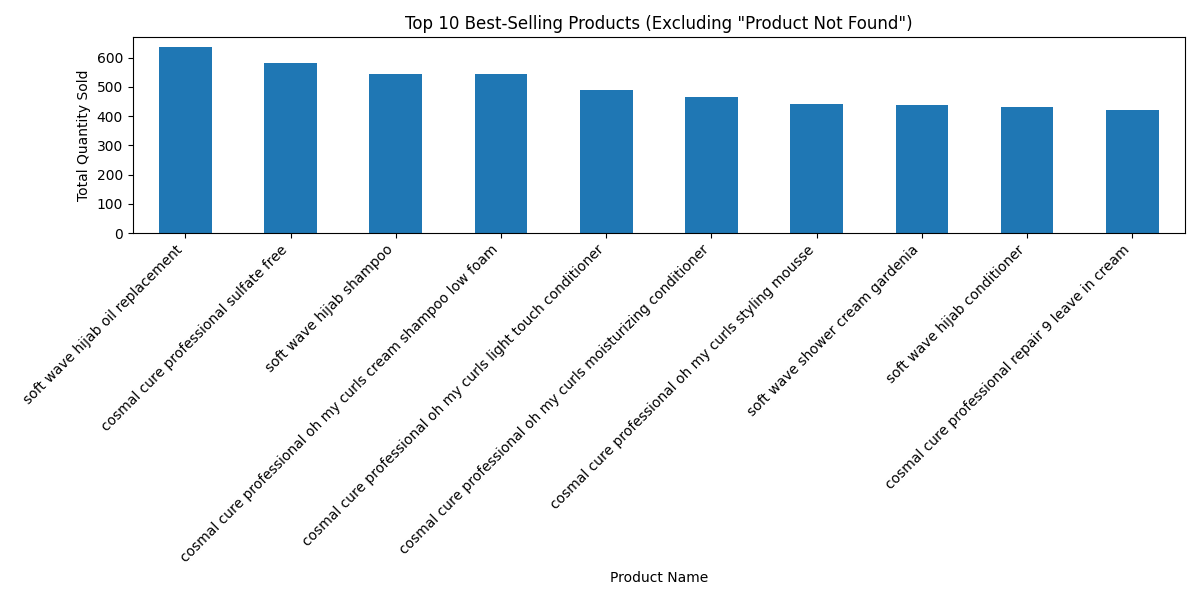 Top 10 Best-Selling Products (Excluding "Product Not Found")
Total Quantity Sold
600
500
400
300
200
100
0
soft wave hijab oil replacement
cosmal cure professional sulfate free
soft wave hijab shampoo
cosmal cure professional oh my curls cream shampoo low foam
cosmal cure professional oh my curls light touch conditioner
cosmal cure professional oh my curls moisturizing conditioner
cosmal cure professional oh my curls styling mousse
soft wave shower cream gardenia
soft wave hijab conditioner
cosmal cure professional repair 9 leave in cream
Product Name